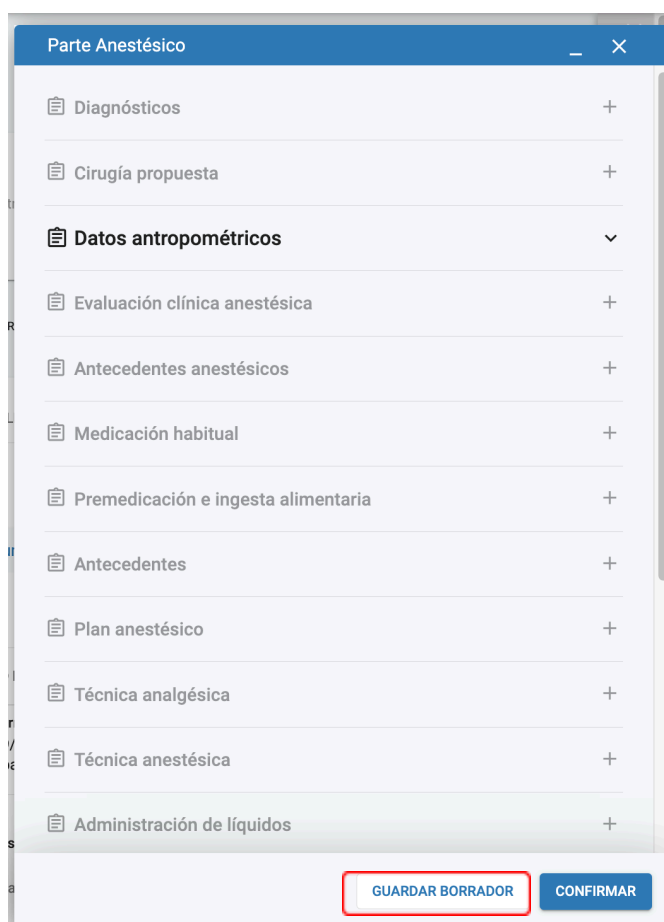 Parte Anestésico
Diagnósticos
Cirugía propuesta
Datos antropométricos
Evaluación clínica anestésica
Antecedentes anestésicos
Medicación habitual
Premedicación e ingesta alimentaria
Antecedentes
Plan anestésico
Técnica analgésica
Técnica anestésica
Administración de líquidos
GUARDAR BORRADOR
CONFIRMAR